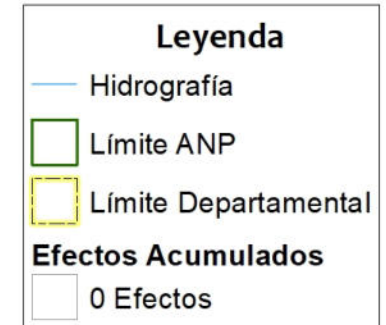 Leyenda
Hidrografía
Límite ANP
Límite Departamental
Efectos Acumulados
0 Efectos